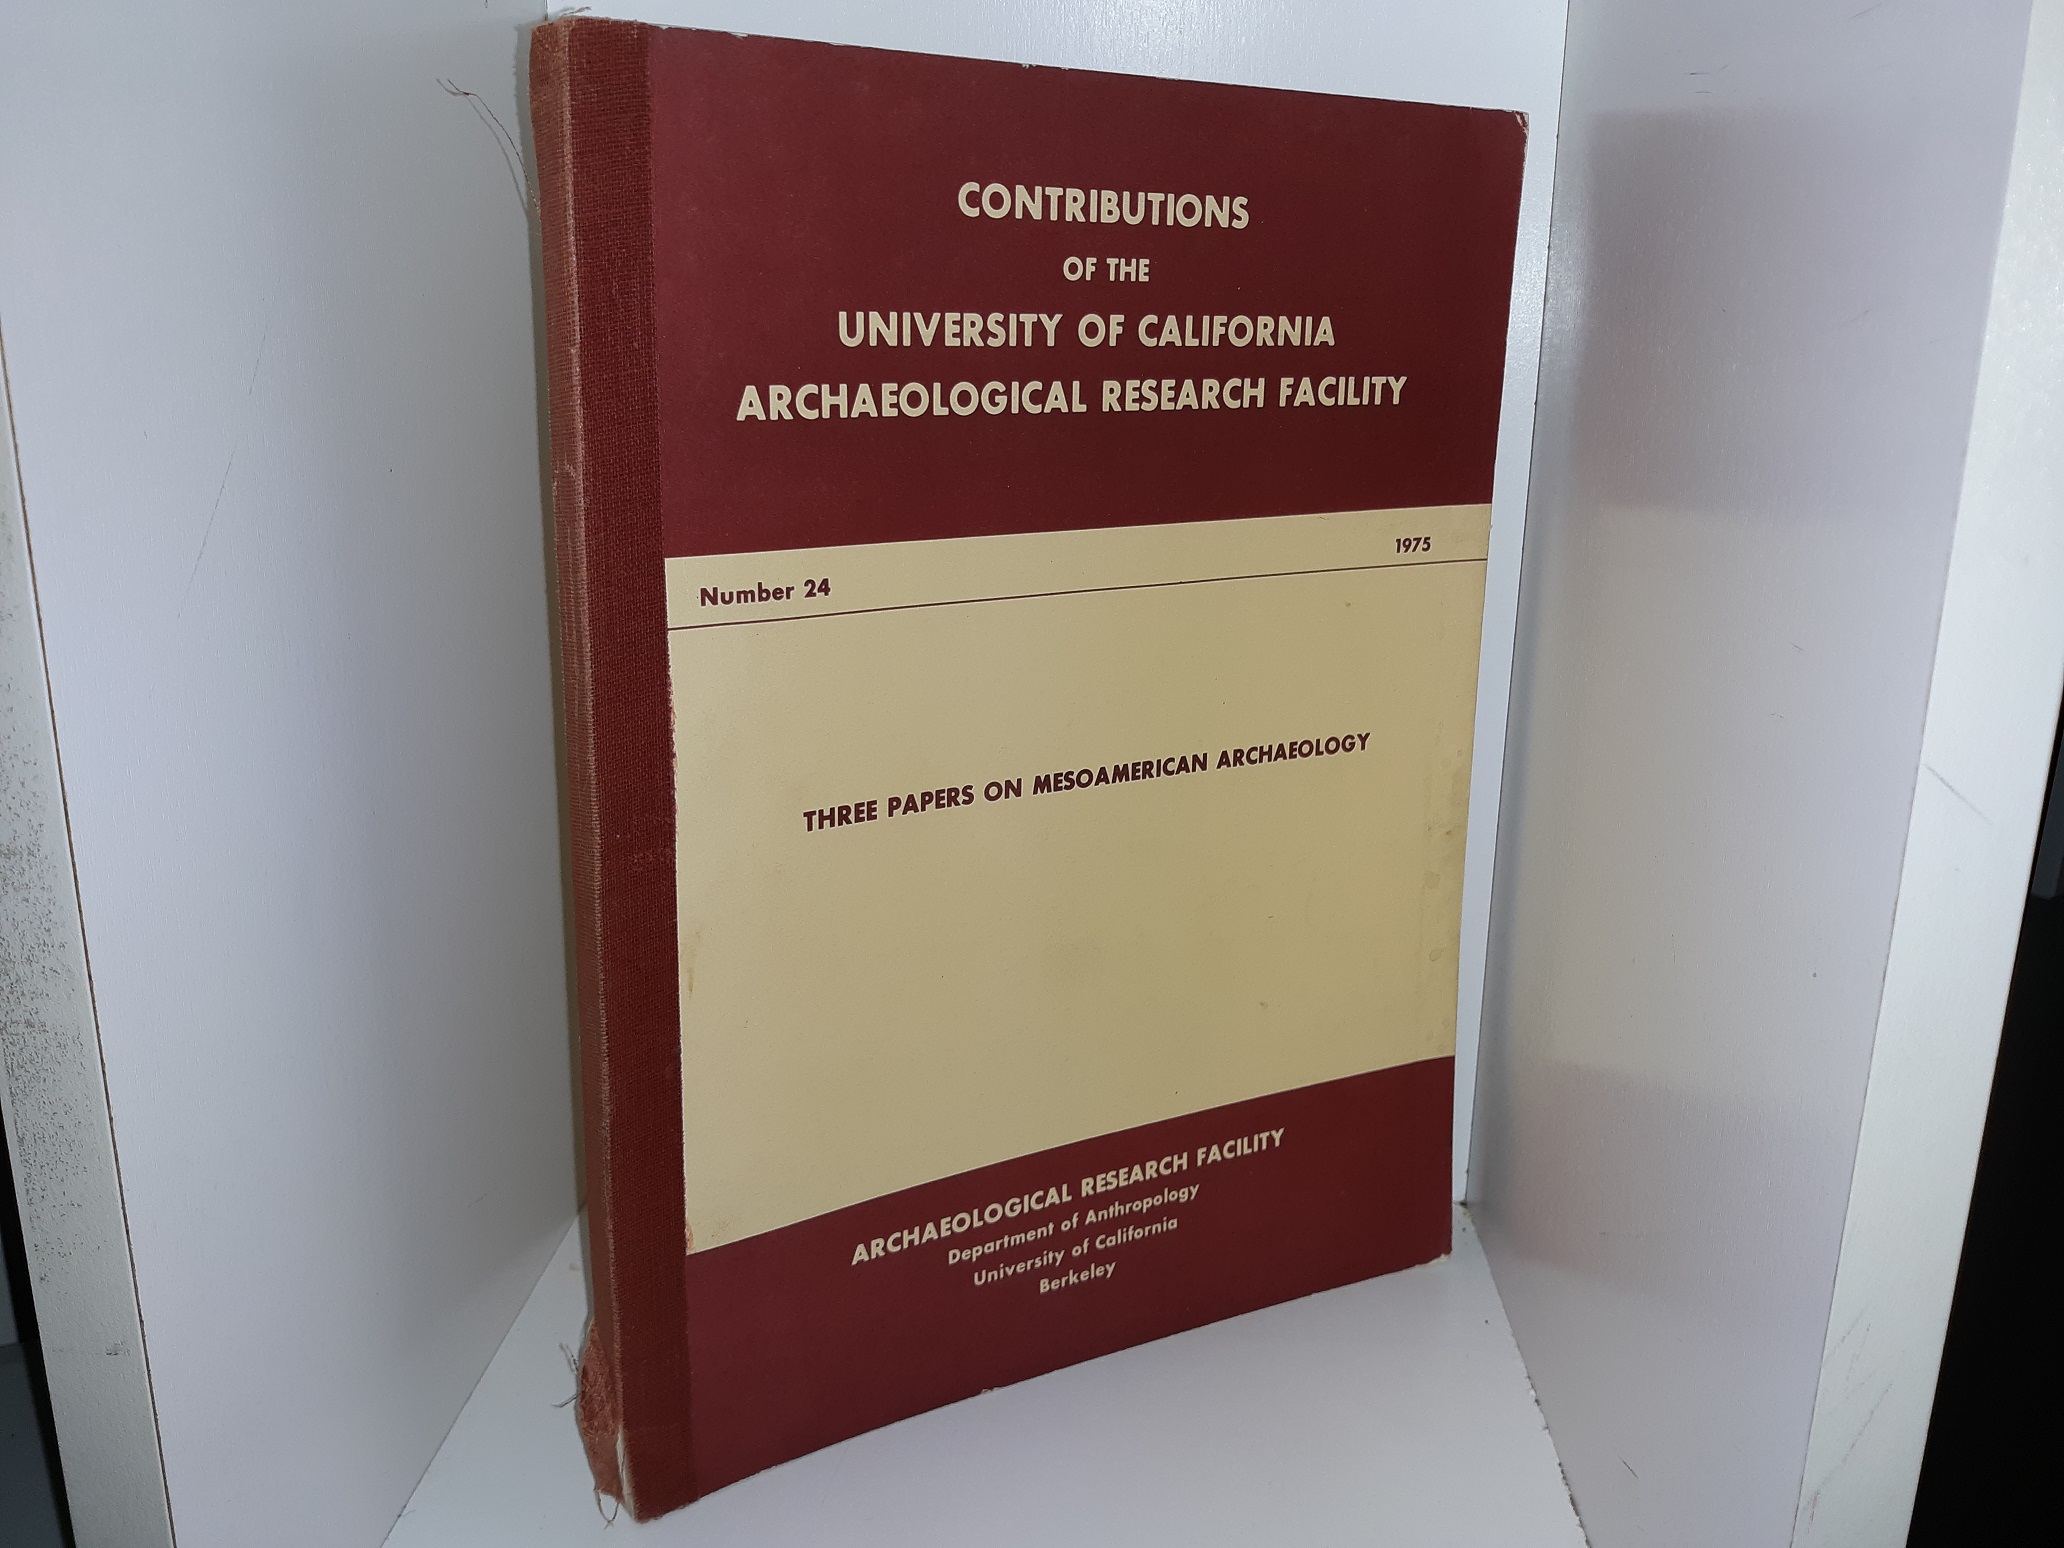 CONTRIBUTIONS
OF THE
UNIVERSITY OF CALIFORNIA
ARCHAEOLOGICAL RESEARCH FACILITY
Number 24
1975
THREE PAPERS ON MESOAMERICAN ARCHAEOLOGY
ARCHAEOLOGICAL RESEARCH FACILITY
Department of Anthropology
University of California
Berkeley